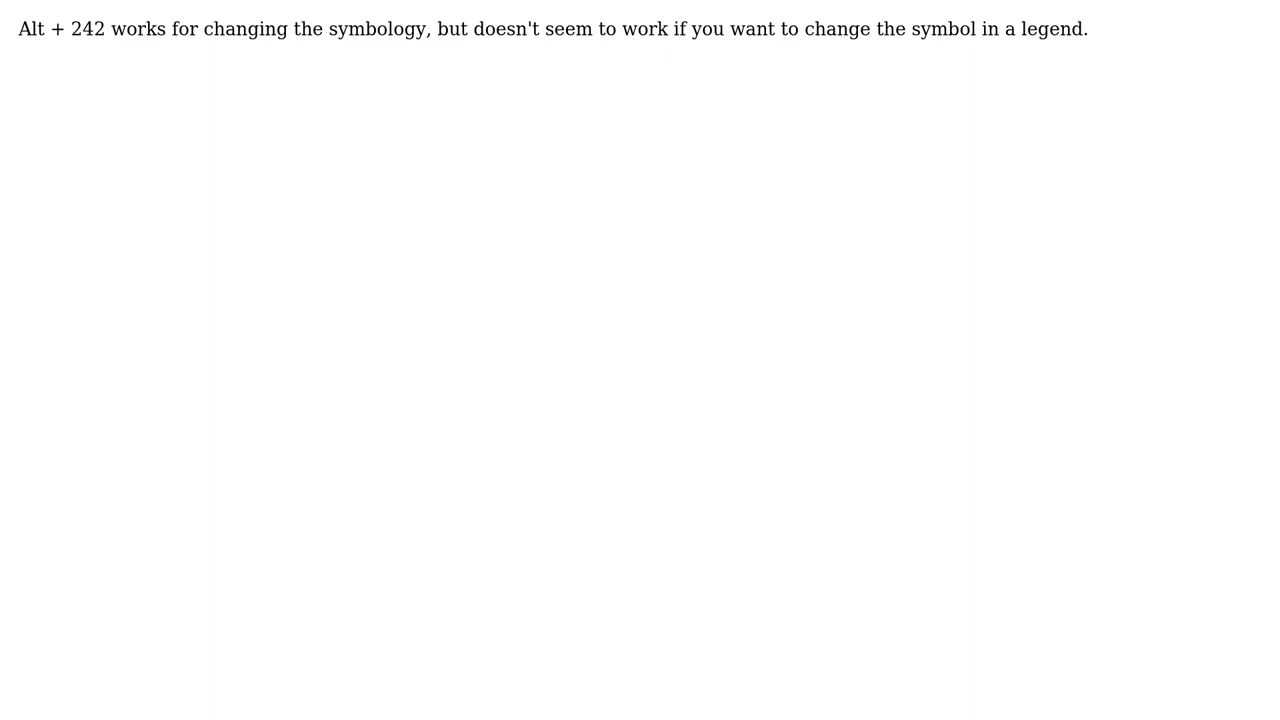 Alt + 242 works for changing the symbology, but doesn't seem to work if you want to change the symbol in a legend.